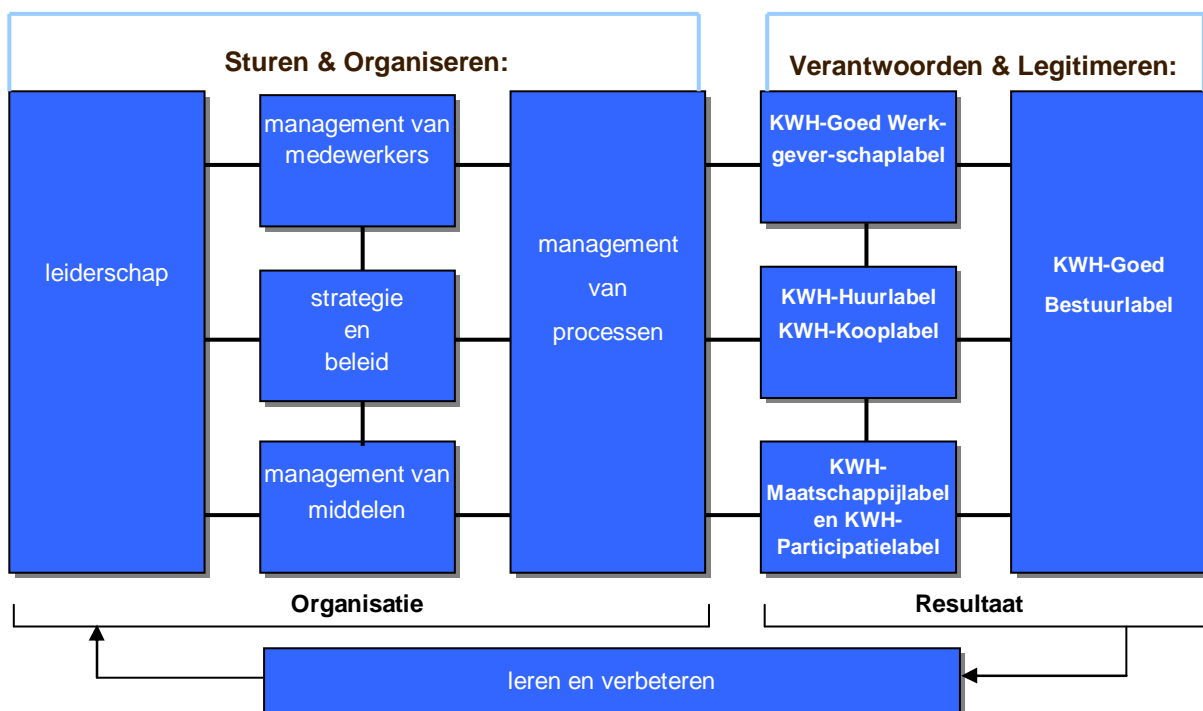 Sturen & Organiseren:
Verantwoorden & Legitimeren:
leiderschap
management van
medewerkers
strategie
en
beleid
management van
middelen
management
van
processen
KWH-Goed Werk-
gever-schaplabel
KWH-Huurlabel
KWH-Kooplabel
KWH-
Maatschappijlabel
en KWH-
Participatielabel
KWH-Goed
Bestuurlabel
Organisatie
Resultaat
leren en verbeteren